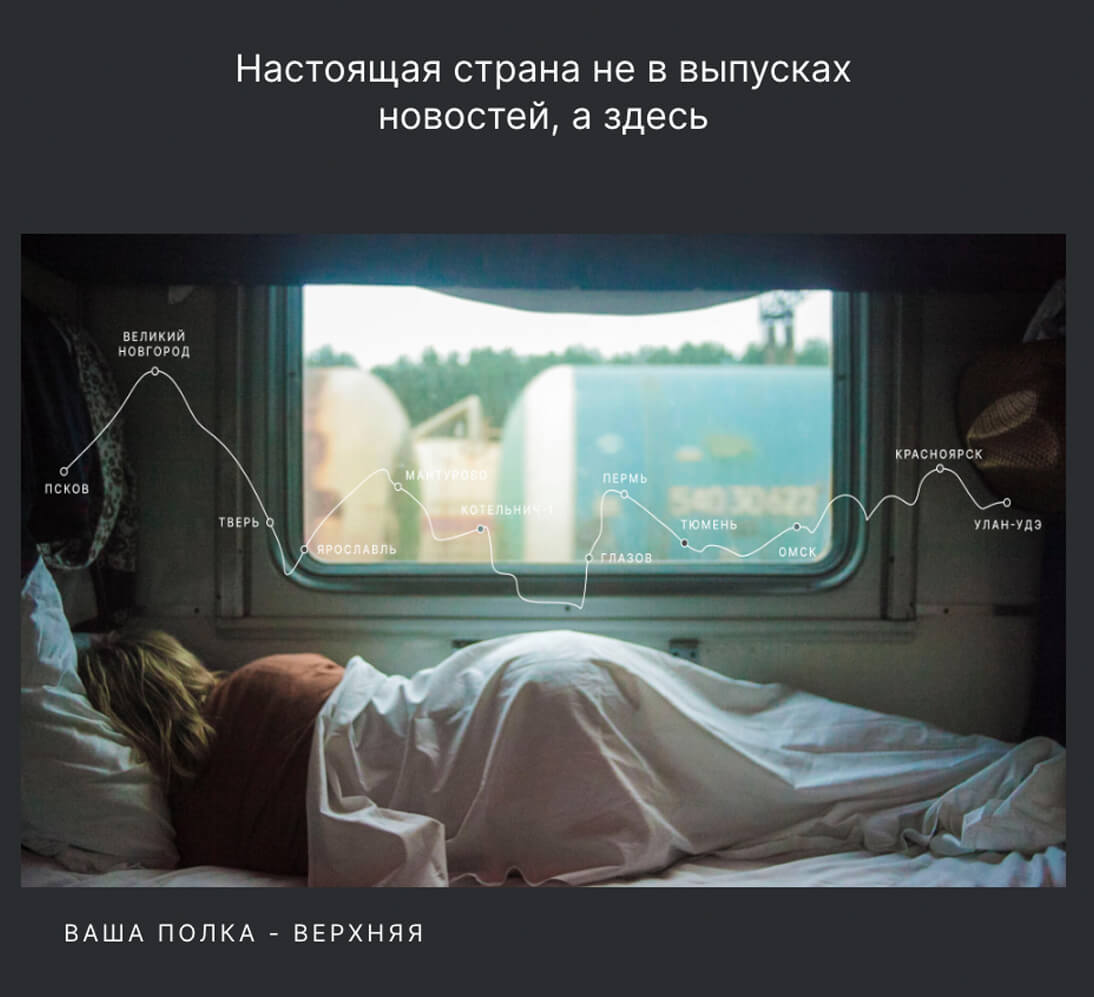 Настоящая страна не в выпусках
новостей, а здесь
ВЕЛИКИЙ
НОВГОРОД
ПСКОВ
ТВЕРЬ
ЯРОСЛАВЛЬ
МАНТУРОВО
КОТЕЛЬНИЧ-1
ГЛАЗОВ
ПЕРМЬ
ТЮМЕНЬ
ОМСК
КРАСНОЯРСК
УЛАН-УДЭ
54030622
ВАША ПОЛКА - ВЕРХНЯЯ